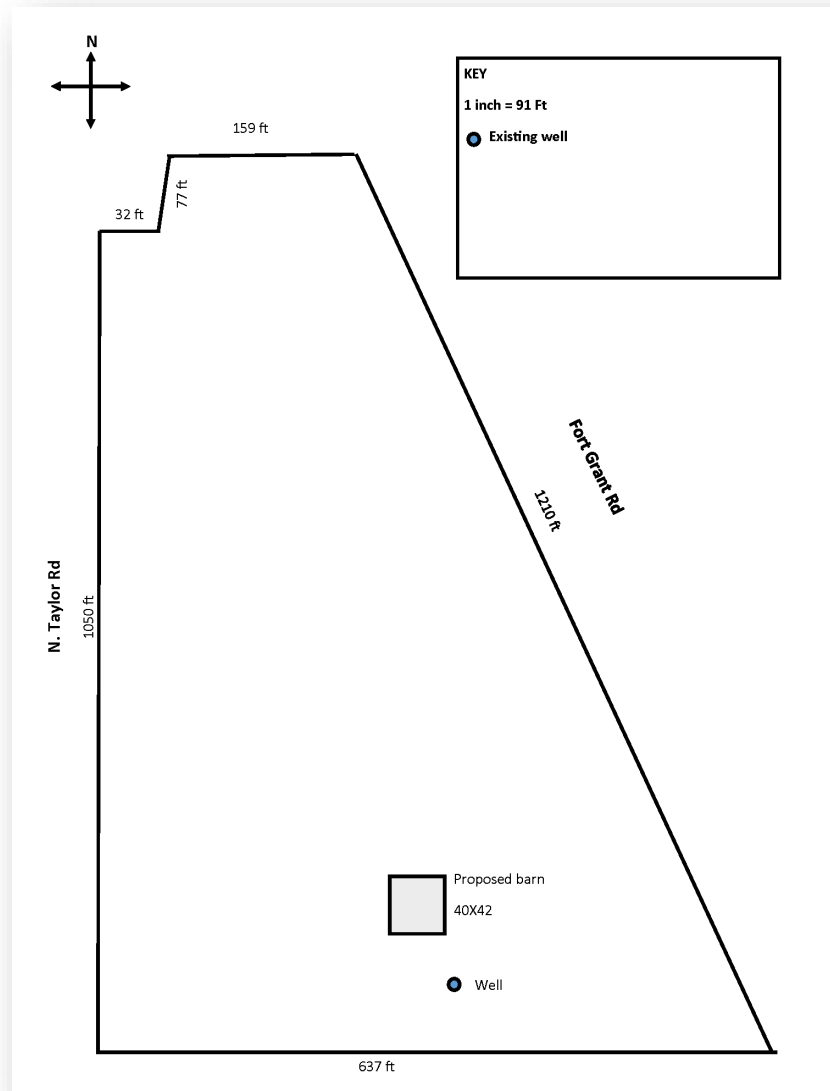 N
KEY
1 inch = 91 Ft
Existing well
159 ft
77 ft
32 ft
Fort Grant Rd
1210 ft
N. Taylor Rd
1050 ft
Proposed barn
40X42
Well
637 ft